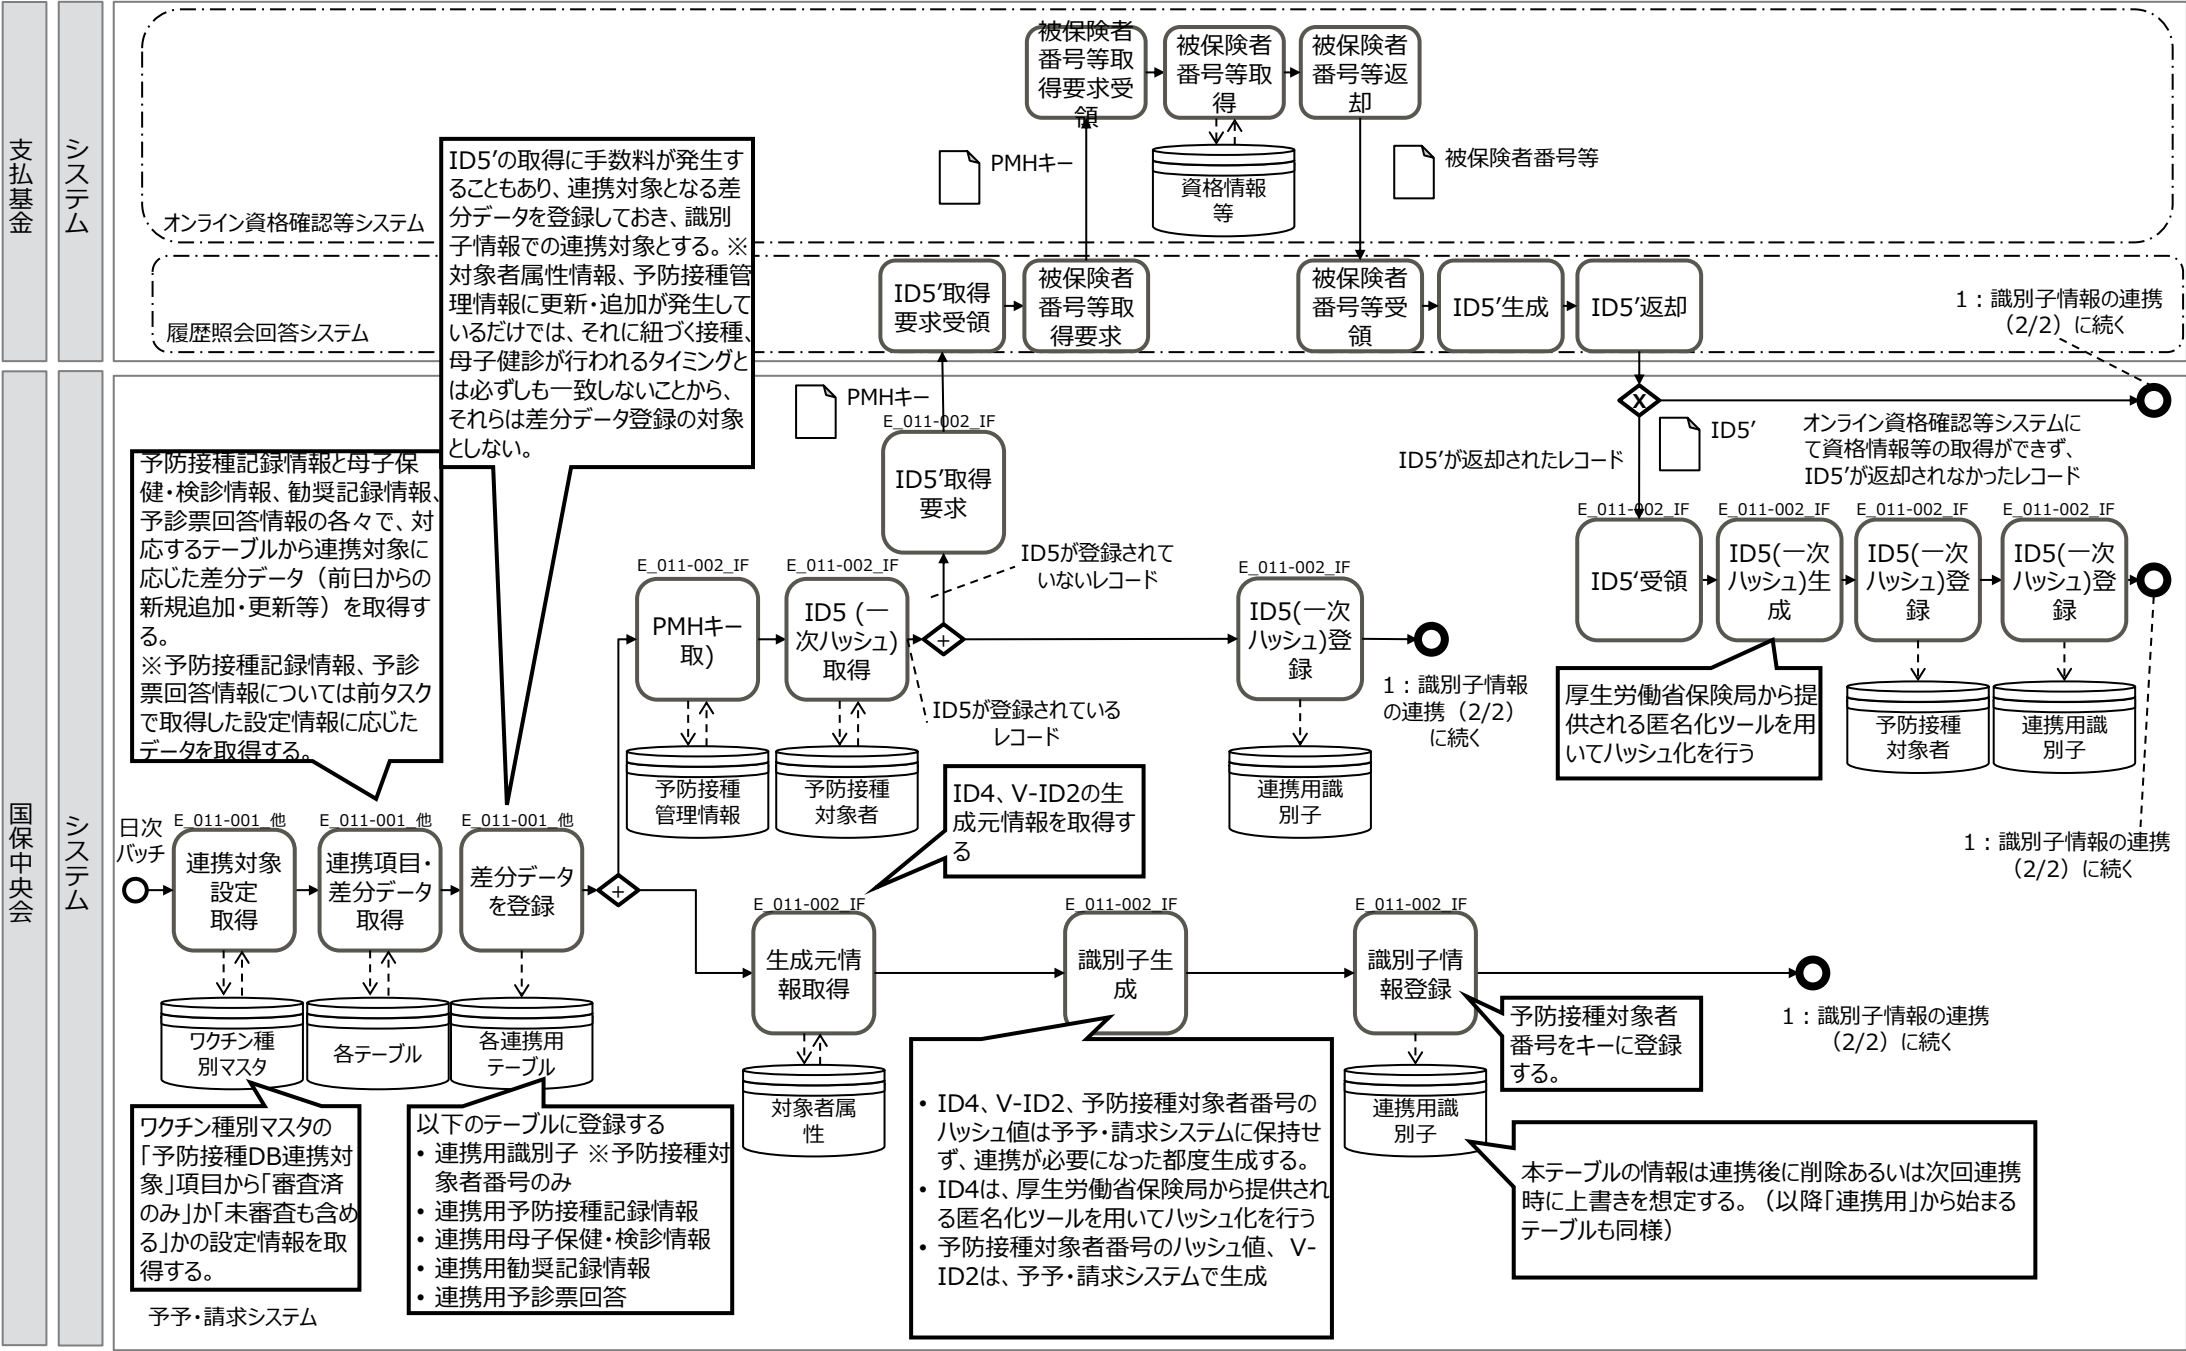 支払基金
システム
国保中央会
システム
被保険者
番号等取
得要求受
領
被保険者
番号等取
得
被保険者
番号等返
却
PMHキー
資格情報
等
被保険者番号等
オンライン資格確認等システム
ID5’の取得に手数料が発生す
ることもあり、連携対象となる差
分データを登録しておき、識別
子情報での連携対象とする。※
対象者属性情報、予防接種管
理情報に更新・追加が発生して
いるだけでは、それに紐づく接種、
母子健診が行われるタイミングと
は必ずしも一致しないことから、
それらは差分データ登録の対象
としない。
履歴照会回答システム
ID5’取得
要求受領
被保険者
番号等取
得要求
被保険者
番号等受
領
ID5’生成
ID5’返却
1：識別子情報の連携
（2/2）に続く
PMHキー
E_011-002_IF
ID5’取得
要求
X
ID5’
ID5’が返却されたレコード
オンライン資格確認等システムに
て資格情報等の取得ができず、
ID5’が返却されなかったレコード
予防接種記録情報と母子保
健・検診情報、勧奨記録情報、
予診票回答情報の各々で、対
応するテーブルから連携対象に
応じた差分データ（前日からの
新規追加・更新等）を取得す
る。
※予防接種記録情報、予診
票回答情報については前タスク
で取得した設定情報に応じた
データを取得する。
E_011-002_IF
PMHキー
取)
E_011-002_IF
ID5 (一
次ハッシュ)
取得
+
ID5が登録されて
いないレコード
ID5が登録されている
レコード
E_011-002_IF
ID5(一次
ハッシュ)登
録
1：識別子情報
の連携（2/2）
に続く
E_011-002_IF
ID5‘受領
E_011-002_IF
ID5(一次
ハッシュ)生
成
E_011-002_IF
ID5(一次
ハッシュ)登
録
E_011-002_IF
ID5(一次
ハッシュ)登
録
厚生労働省保険局から提
供される匿名化ツールを用
いてハッシュ化を行う
予防接種
対象者
連携用識
別子
1：識別子情報の連携
（2/2）に続く
予防接種
管理情報
予防接種
対象者
連携用識
別子
ID4、V-ID2の生
成元情報を取得す
る
日次
バッチ
E_011-001_他
連携対象
設定
取得
E_011-001_他
連携項目・
差分データ
取得
E_011-001_他
差分データ
を登録
+
ワクチン種
別マスタ
各テーブル
各連携用
テーブル
E_011-002_IF
生成元情
報取得
E_011-002_IF
識別子生
成
E_011-002_IF
識別子情
報登録
予防接種対象者
番号をキーに登録
する。
1：識別子情報の連携
（2/2）に続く
対象者属
性
連携用識
別子
ワクチン種別マスタの
「予防接種DB連携対
象」項目から「審査済
のみ」か「未審査も含め
る」かの設定情報を取
得する。
以下のテーブルに登録する
• 連携用識別子 ※予防接種対
象者番号のみ
• 連携用予防接種記録情報
• 連携用母子保健・検診情報
• 連携用勧奨記録情報
• 連携用予診票回答
• ID4、V-ID2、予防接種対象者番号の
ハッシュ値は予予・請求システムに保持せ
ず、連携が必要になった都度生成する。
• ID4は、厚生労働省保険局から提供され
る匿名化ツールを用いてハッシュ化を行う
• 予防接種対象者番号のハッシュ値、V-
ID2は、予予・請求システムで生成
本テーブルの情報は連携後に削除あるいは次回連携
時に上書きを想定する。（以降「連携用」から始まる
テーブルも同様）
予予・請求システム